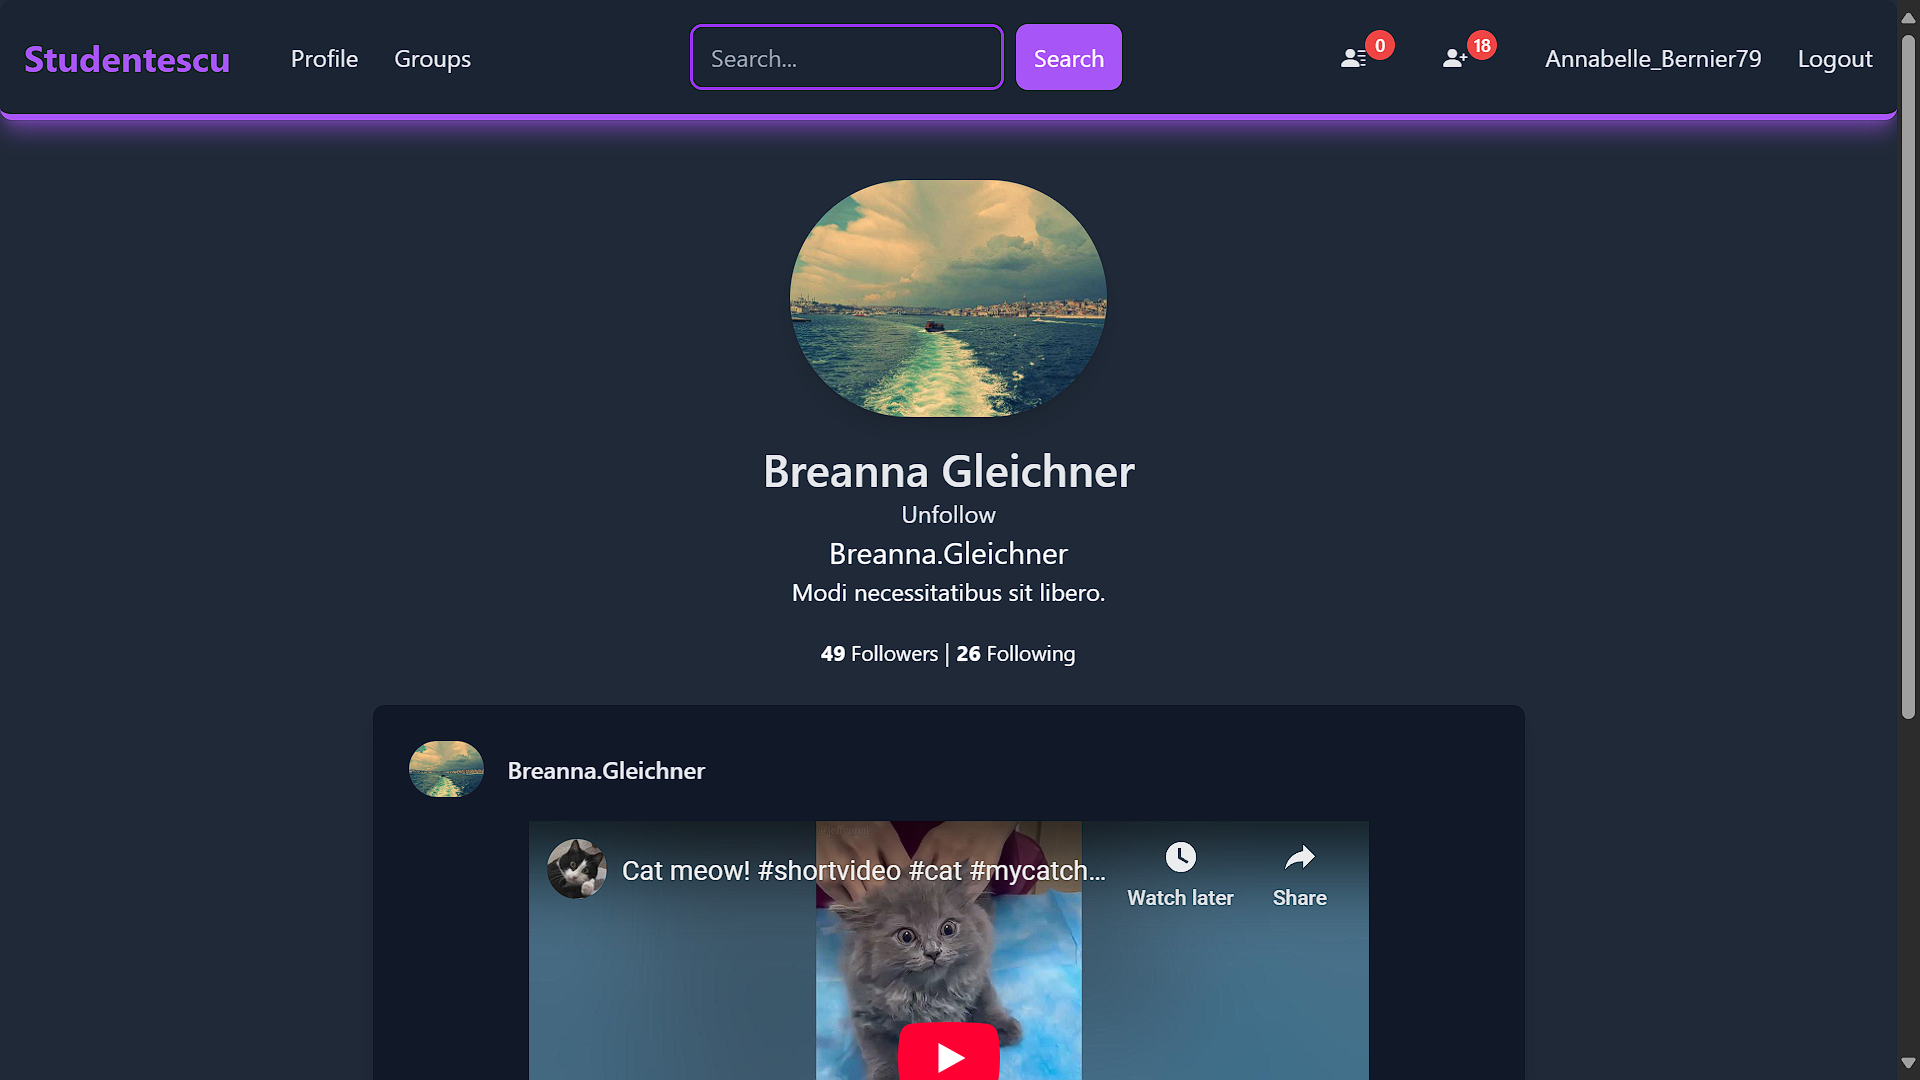 Studentescu
Profile
Groups
Search...
Search
0
18
Annabelle_Bernier79
Logout
Breanna Gleichner
Unfollow
Breanna.Gleichner
Modi necessitatibus sit libero.
49 Followers | 26 Following
Breanna.Gleichner
Cat meow! #shortvideo #cat #mycatch...
Watch later
Share